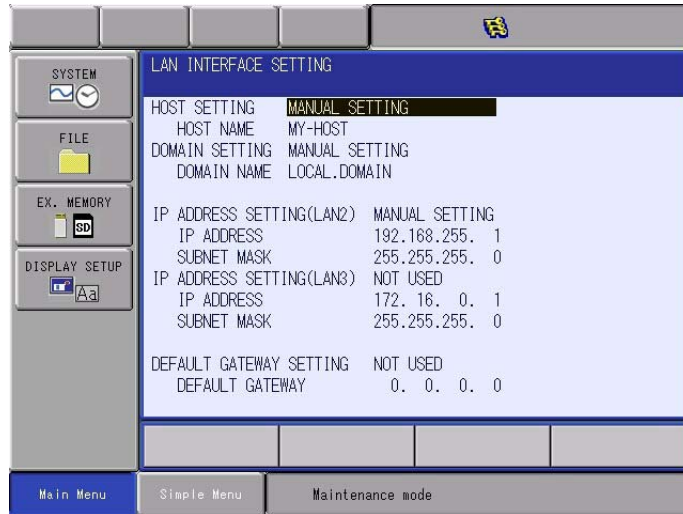 SYSTEM
FILE
EX. MEMORY
SD
DISPLAY SETUP
Aa
LAN INTERFACE SETTING
HOST SETTING MANUAL SETTING
HOST NAME MY-HOST
DOMAIN SETTING MANUAL SETTING
DOMAIN NAME LOCAL.DOMAIN
IP ADDRESS SETTING(LAN2) MANUAL SETTING
IP ADDRESS 192.168.255. 1
SUBNET MASK 255.255.255. 0
IP ADDRESS SETTING(LAN3) NOT USED
IP ADDRESS 172. 16. 0. 1
SUBNET MASK 255.255.255. 0
DEFAULT GATEWAY SETTING NOT USED
DEFAULT GATEWAY 0. 0. 0. 0
Main Menu
Simple Menu
Maintenance mode